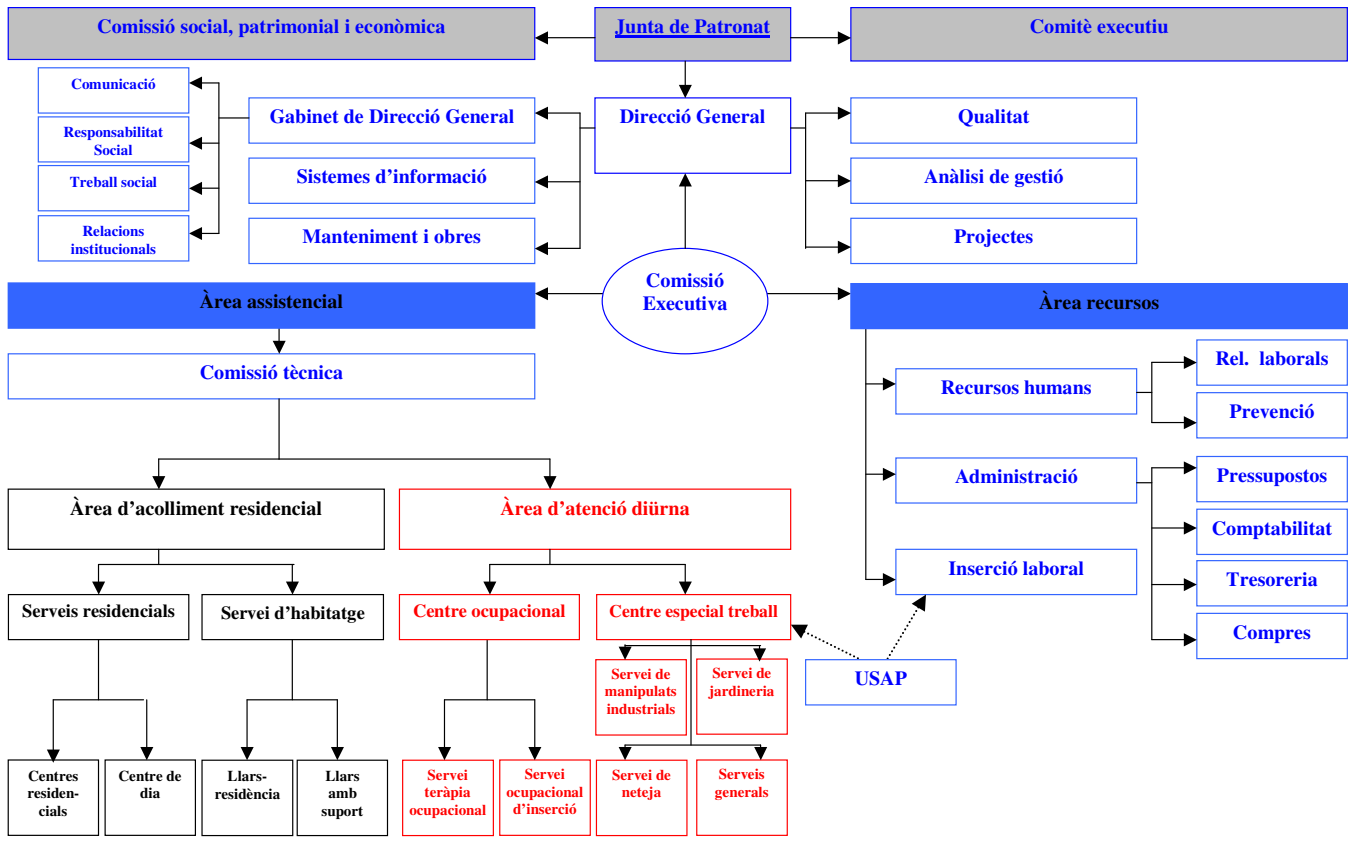 Comissió social, patrimonial i econòmica
Junta de Patronat
Comitè executiu
Comunicació
Responsabilitat
Social
Treball social
Relacions
institucionals
Gabinet de Direcció General
Sistemes d’informació
Manteniment i obres
Direcció General
Qualitat
Anàlisi de gestió
Projectes
Comissió
Executiva
Àrea assistencial
Àrea recursos
Comissió tècnica
Recursos humans
Rel.  laborals
Prevenció
Administració
Pressupostos
Comptabilitat
Tresoreria
Compres
Inserció laboral
USAP
Àrea d’acolliment residencial
Àrea d’atenció diürna
Serveis residencials
Servei d’habitatge
Centre ocupacional
Centre especial treball
Servei de
manipulats
industrials
Servei de
jardineria
Centres
residen-
cials
Centre de
dia
Llars-
residència
Llars
amb
suport
Servei
teràpia
ocupacional
Servei
ocupacional
d’inserció
Servei de
neteja
Serveis
generals